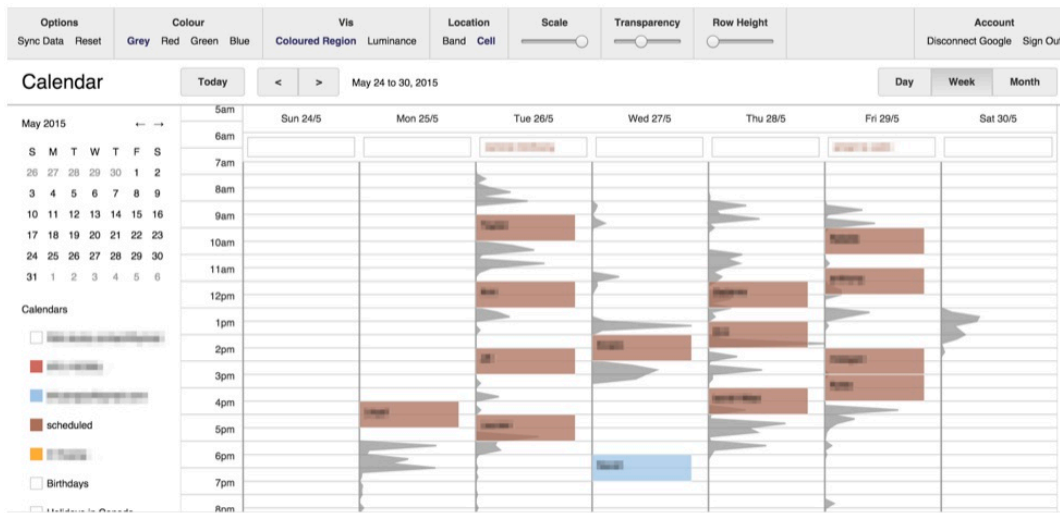 Options Colour Vis Location Scale Transparency Row Height Account
Sync Data Reset Grey Red Green Blue Coloured Region Luminance Band Cell Disconnect Google Sign Out
Calendar Today < > May 24 to 30, 2015 Day Week Month
May 2015 ← →
S M T W T F S
26 27 28 29 30 1 2
3 4 5 6 7 8 9
10 11 12 13 14 15 16
17 18 19 20 21 22 23
24 25 26 27 28 29 30
31 1 2 3 4 5 6
Calendars
scheduled
Birthdays
Holidays in Canada
Sun 24/5 Mon 25/5 Tue 26/5 Wed 27/5 Thu 28/5 Fri 29/5 Sat 30/5
5am
6am
7am
8am
9am
10am
11am
12pm
1pm
2pm
3pm
4pm
5pm
6pm
7pm
8pm